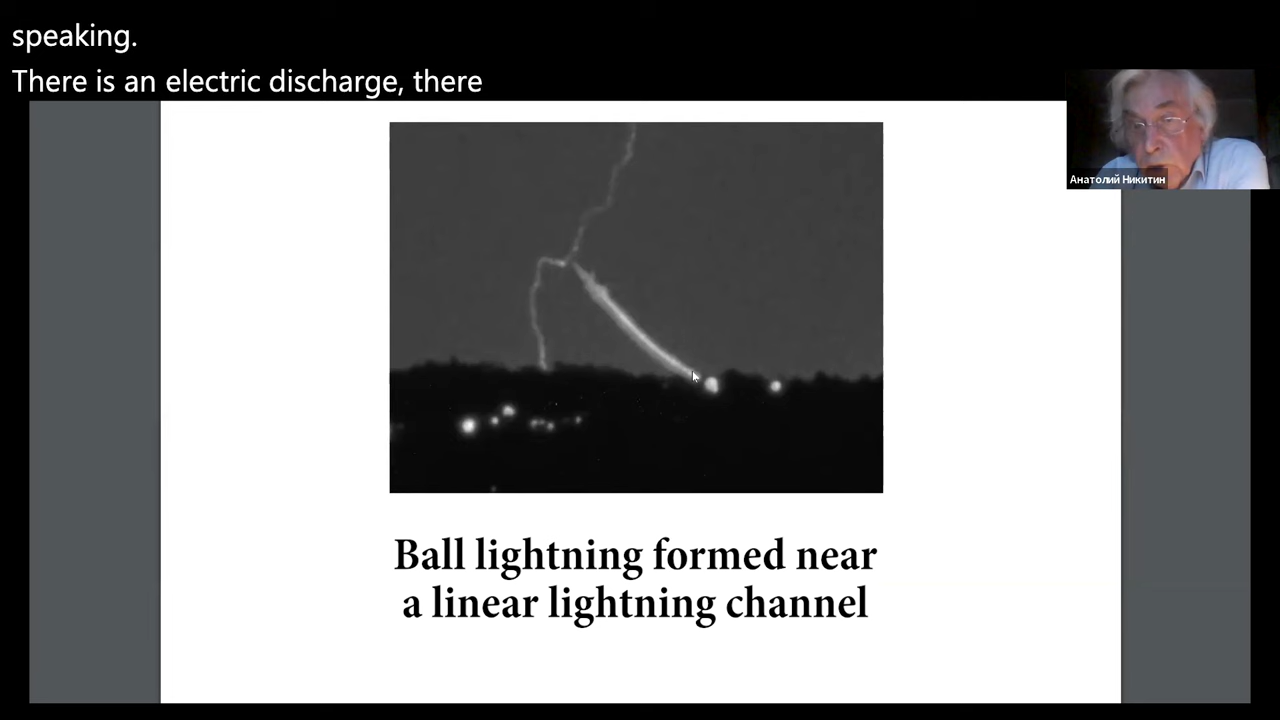 speaking.
There is an electric discharge, there
Анатолий Никитин
Ball lightning formed near
a linear lightning channel